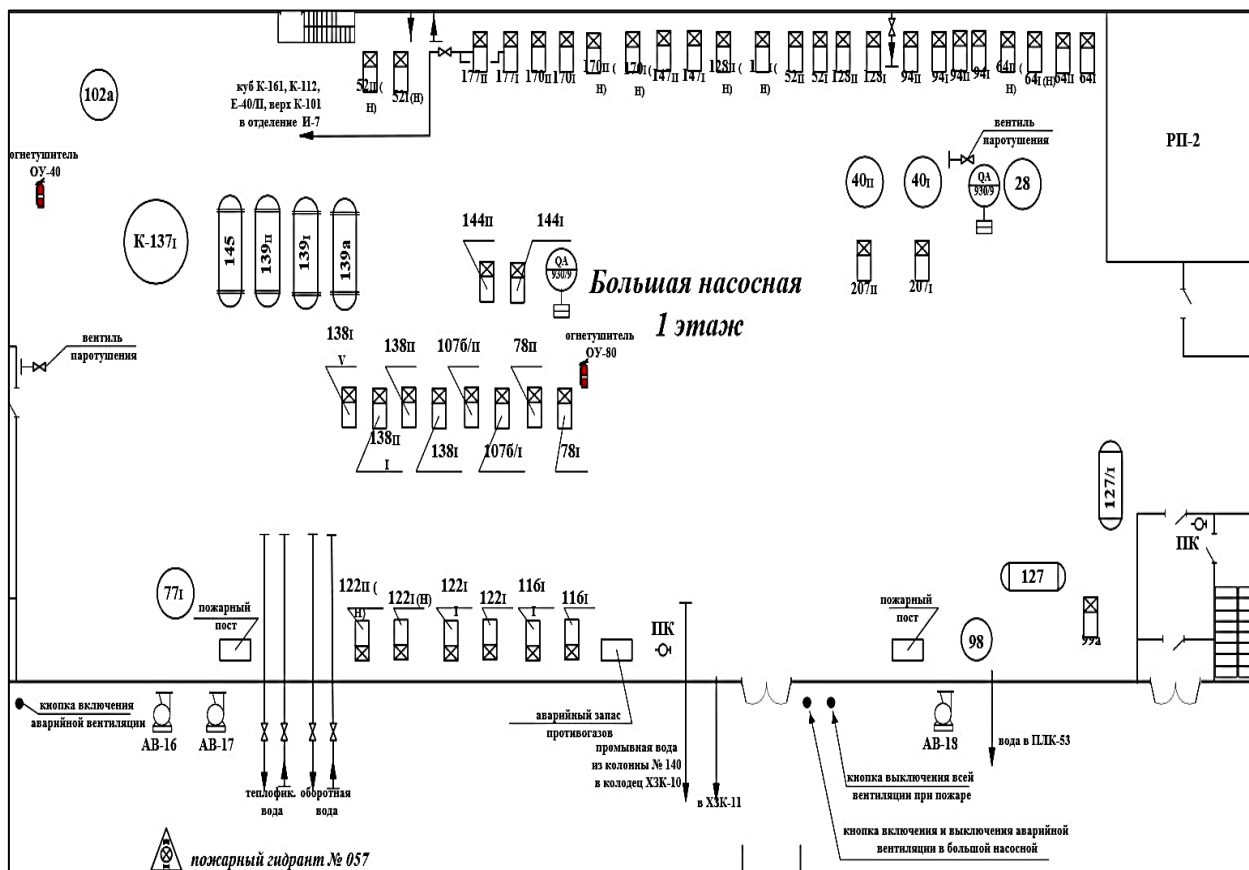 102а
куб К-161, К-112,
Е-40/II, верх К-101
в отделение И-7
52II (
Н)
52I(Н)
177II
177I
170II
170I
170II (
Н)
170I (
Н)
147II
147I
128II (
Н)
Н)
52II
52I
128II
128I
94II
94I
94II
94I
64II (
Н)
64I (Н)
64II
64I
РП-2
огнетушитель
ОУ-40
вентиль
паротушения
40II
40I
QA
930/9
28
К-137I
145
139II
139I
139а
144II
144I
QA
930/9
207II
207I
Большая насосная
1 этаж
вентиль
паротушения
138I
V
138II
107б/II
78II
огнетушитель
ОУ-80
138II
I
138I
107б/I
78I
127/I
ПК
77I
пожарный
пост
122II (
Н)
122I (Н)
122I
I
122I
116I
I
116I
ПК
пожарный
пост
98
127
99а
кнопка включения
аварийной вентиляции
АВ-16
АВ-17
аварийный запас
противогазов
АВ-18
вода в ПЛК-53
промывная вода
из колонны № 140
в колодец ХЗК-10
в ХЗК-11
кнопка выключения всей
вентиляции при пожаре
теплофик.
вода
оборотная
вода
кнопка включения и выключения аварийной
вентиляции в большой насосной
пожарный гидрант № 057